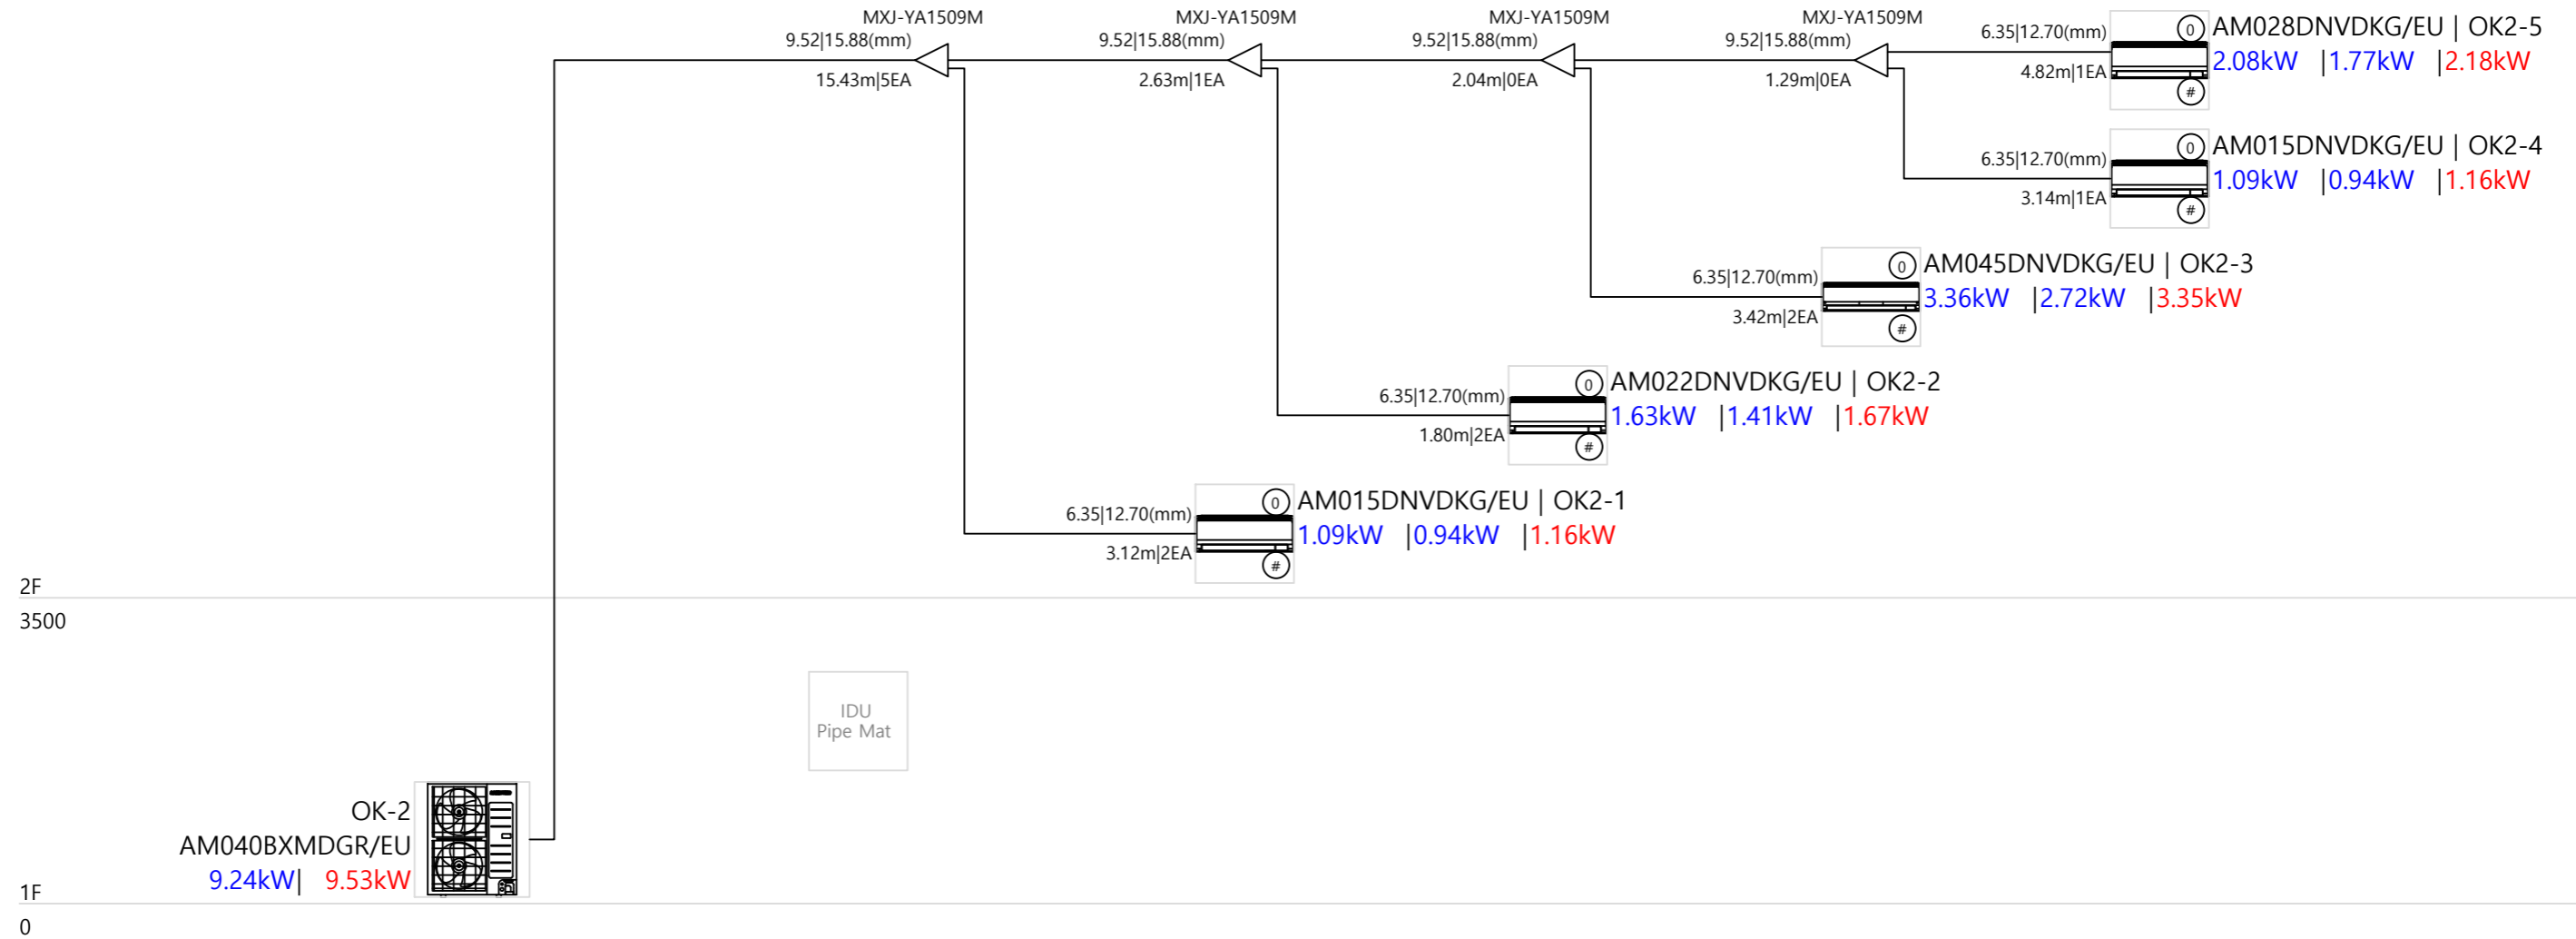 MXJ-YA1509M
9.52|15.88(mm)
15.43m|5EA
MXJ-YA1509M
9.52|15.88(mm)
2.63m|1EA
MXJ-YA1509M
9.52|15.88(mm)
2.04m|0EA
MXJ-YA1509M
9.52|15.88(mm)
1.29m|0EA
6.35|12.70(mm)
4.82m|1EA
0
#
AM028DNVDKG/EU | OK2-5
2.08kW |1.77kW |2.18kW
6.35|12.70(mm)
3.14m|1EA
0
#
AM015DNVDKG/EU | OK2-4
1.09kW |0.94kW |1.16kW
6.35|12.70(mm)
3.42m|2EA
0
#
AM045DNVDKG/EU | OK2-3
3.36kW |2.72kW |3.35kW
6.35|12.70(mm)
1.80m|2EA
0
#
AM022DNVDKG/EU | OK2-2
1.63kW |1.41kW |1.67kW
6.35|12.70(mm)
3.12m|2EA
0
#
AM015DNVDKG/EU | OK2-1
1.09kW |0.94kW |1.16kW
2F
3500
IDU
Pipe Mat
OK-2
AM040BXMDGR/EU
9.24kW| 9.53kW
1F
0